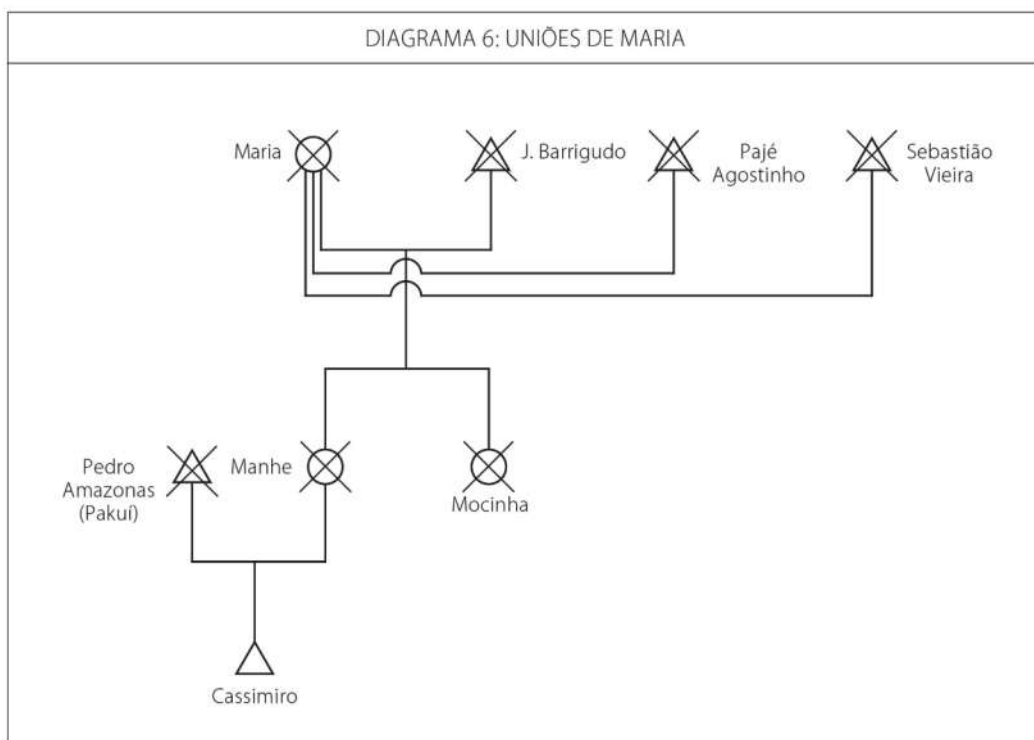 DIAGRAMA 6: UNIÕES DE MARIA
Maria
J. Barrigudo
Pajé
Agostinho
Sebastião
Vieira
Pedro
Amazonas
(Pakuí)
Manhe
Mocinha
Cassimiro